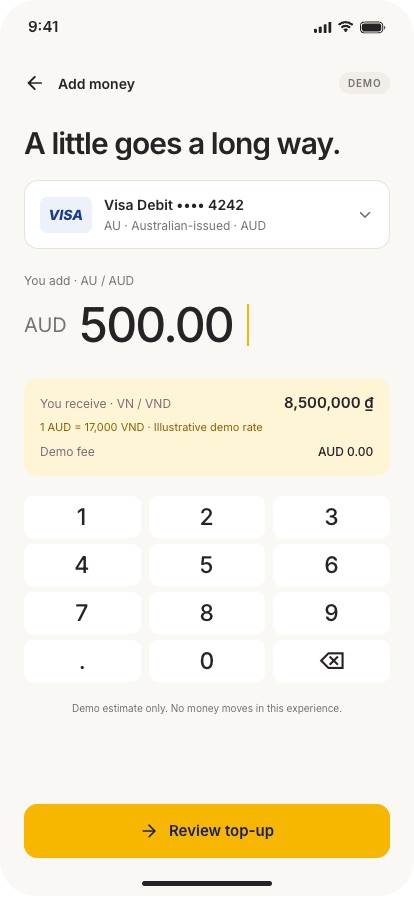 9:41
Add money
DEMO
A little goes a long way.
VISA
Visa Debit •••• 4242
AU · Australian-issued · AUD
You add · AU / AUD
AUD 500.00
You receive · VN / VND 8,500,000 ₫
1 AUD = 17,000 VND · Illustrative demo rate
Demo fee AUD 0.00
1 2 3
4 5 6
7 8 9
. 0
Demo estimate only. No money moves in this experience.
Review top-up